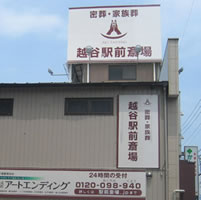 密葬・家族葬
越谷駅前斎場
密葬・家族葬
越谷駅前斎場
24時間の受付
アートエンディング
0120-098-940